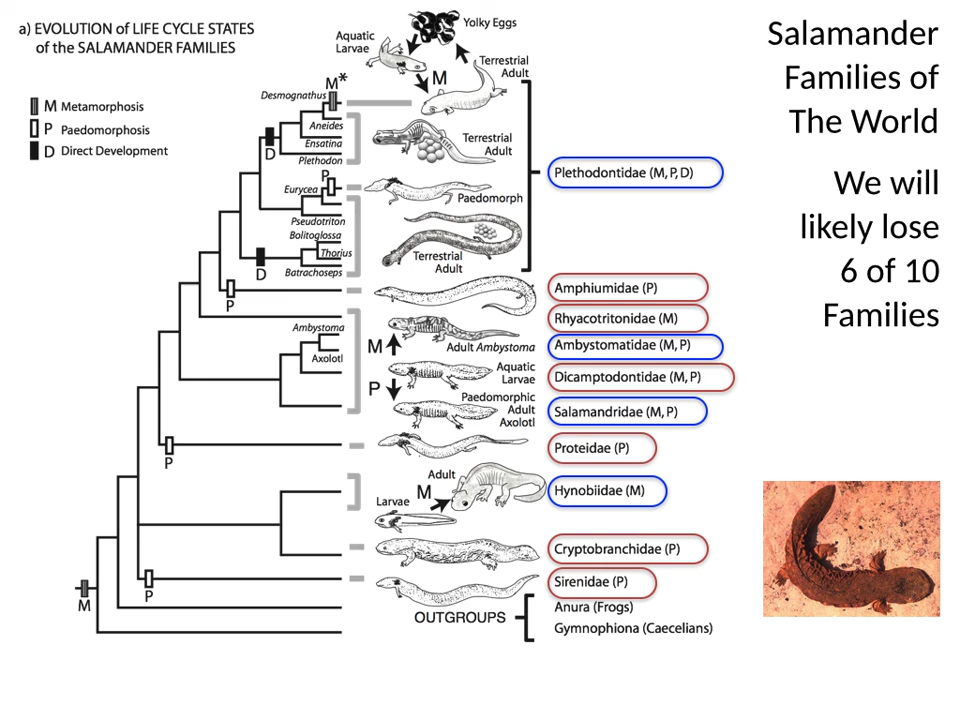 a) EVOLUTION of LIFE CYCLE STATES
of the SALAMANDER FAMILIES
M Metamorphosis
P Paedomorphosis
D Direct Development
Yolky Eggs
Aquatic
Larvae
Terrestrial
Adult
M
M*
Desmognathus
Aneides
Ensatina
Plethodon
D
Terrestrial
Adult
Plethodontidae (M, P, D)
P
Eurycea
Paedomorph
Pseudotriton
Bolitoglossa
Thorius
Batrachoseps
D
Terrestrial
Adult
Amphiumidae (P)
P
Rhyacotritonidae (M)
Ambystoma
Axolotl
M
Adult Ambystoma
Ambystomatidae (M, P)
Aquatic
Larvae
Dicamptodontidae (M, P)
P
Paedomorphic
Adult
Axolotl
Salamandridae (M, P)
Proteidae (P)
P
Adult
M
Larvae
Hynobiidae (M)
Cryptobranchidae (P)
Sirenidae (P)
P
M
OUTGROUPS
Anura (Frogs)
Gymnophiona (Caecelians)
Salamander
Families of
The World
We will
likely lose
6 of 10
Families